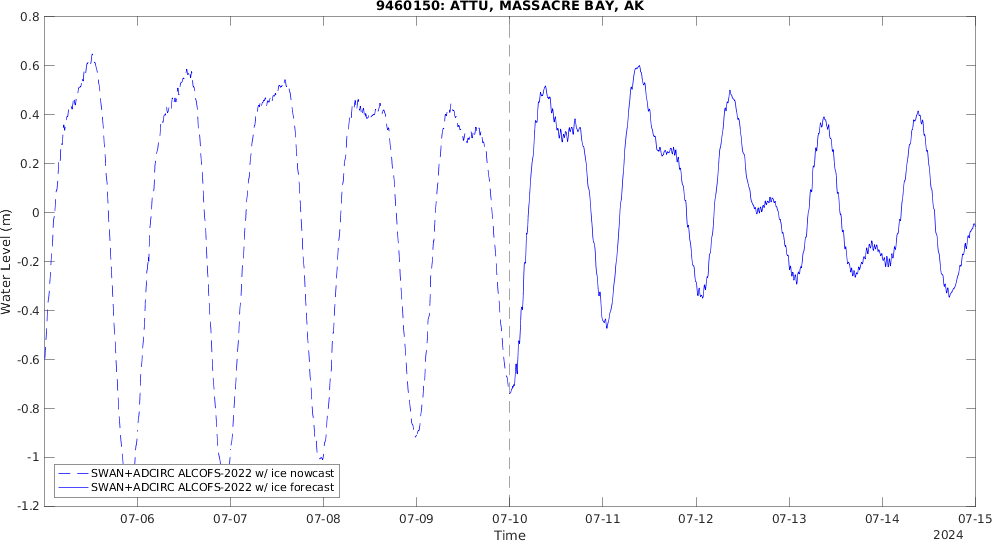 9460150: ATTU, MASSACRE BAY, AK
Water Level (m)
0.8
0.6
0.4
0.2
0
-0.2
-0.4
-0.6
-0.8
-1
-1.2
SWAN+ADCIRC ALCOFS-2022 w/ ice nowcast
SWAN+ADCIRC ALCOFS-2022 w/ ice forecast
07-06 07-07 07-08 07-09 07-10 07-11 07-12 07-13 07-14 07-15
Time
2024